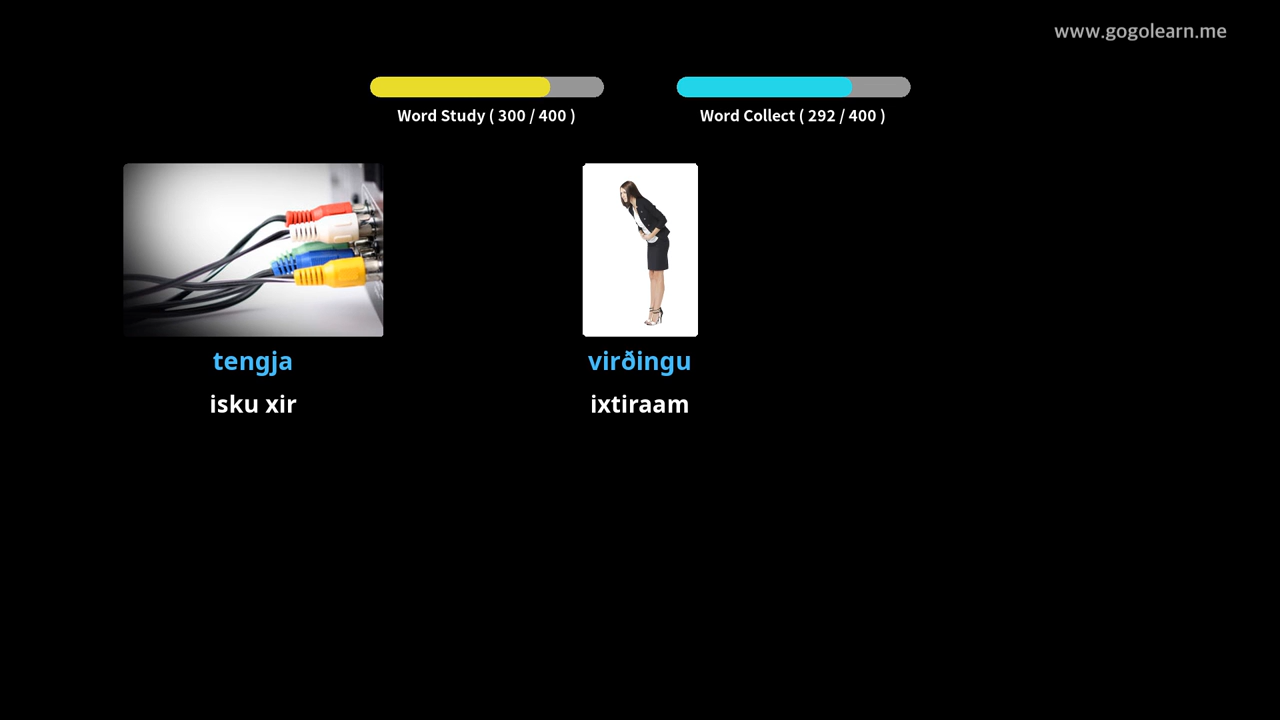 www.gogolearn.me
Word Study ( 300 / 400 )
Word Collect ( 292 / 400 )
tengja
virðingu
isku xir
ixtiraam